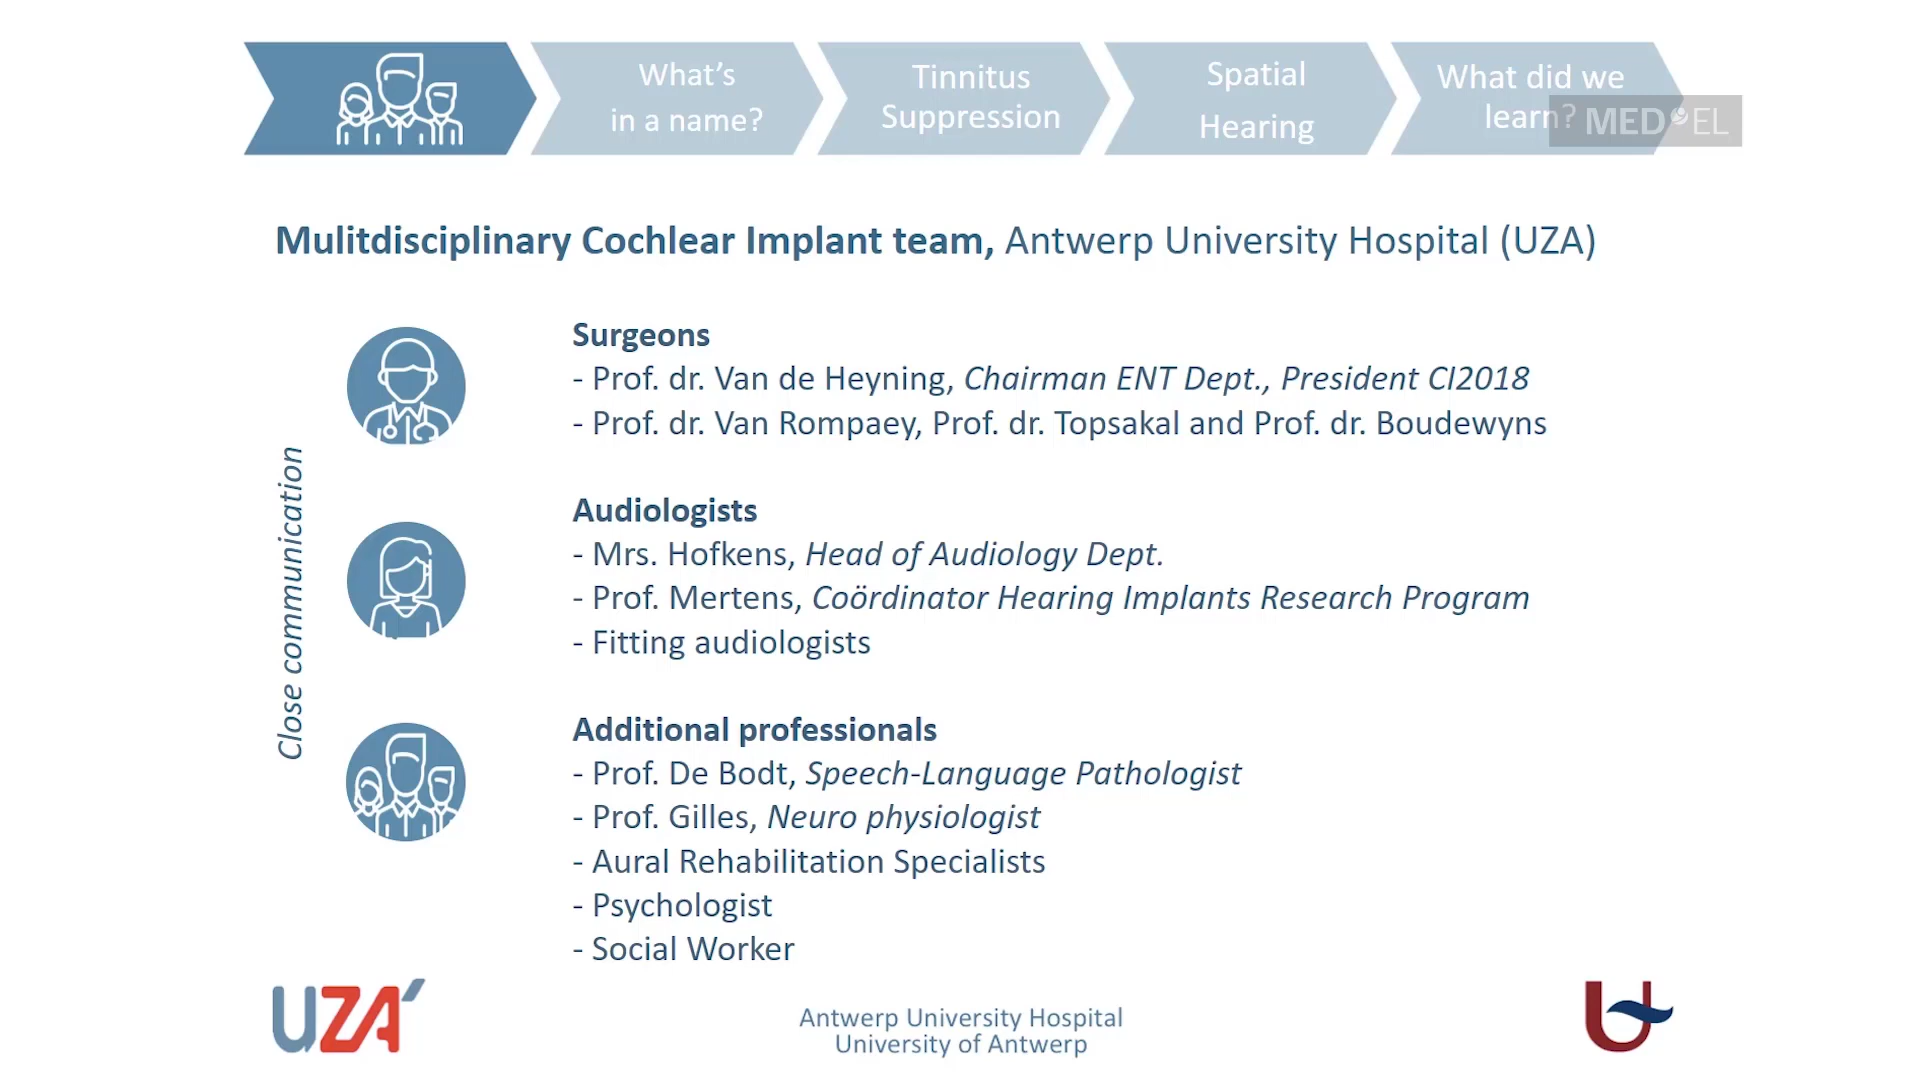 What's
in a name?
Tinnitus
Suppression
Spatial
Hearing
What did we
learn?
MED EL
Mulitdisciplinary Cochlear Implant team, Antwerp University Hospital (UZA)
Close communication
Surgeons
- Prof. dr. Van de Heyning, Chairman ENT Dept., President CI2018
- Prof. dr. Van Rompaey, Prof. dr. Topsakal and Prof. dr. Boudewyns
Audiologists
- Mrs. Hofkens, Head of Audiology Dept.
- Prof. Mertens, Coördinator Hearing Implants Research Program
- Fitting audiologists
Additional professionals
- Prof. De Bodt, Speech-Language Pathologist
- Prof. Gilles, Neuro physiologist
- Aural Rehabilitation Specialists
- Psychologist
- Social Worker
UZA
Antwerp University Hospital
University of Antwerp